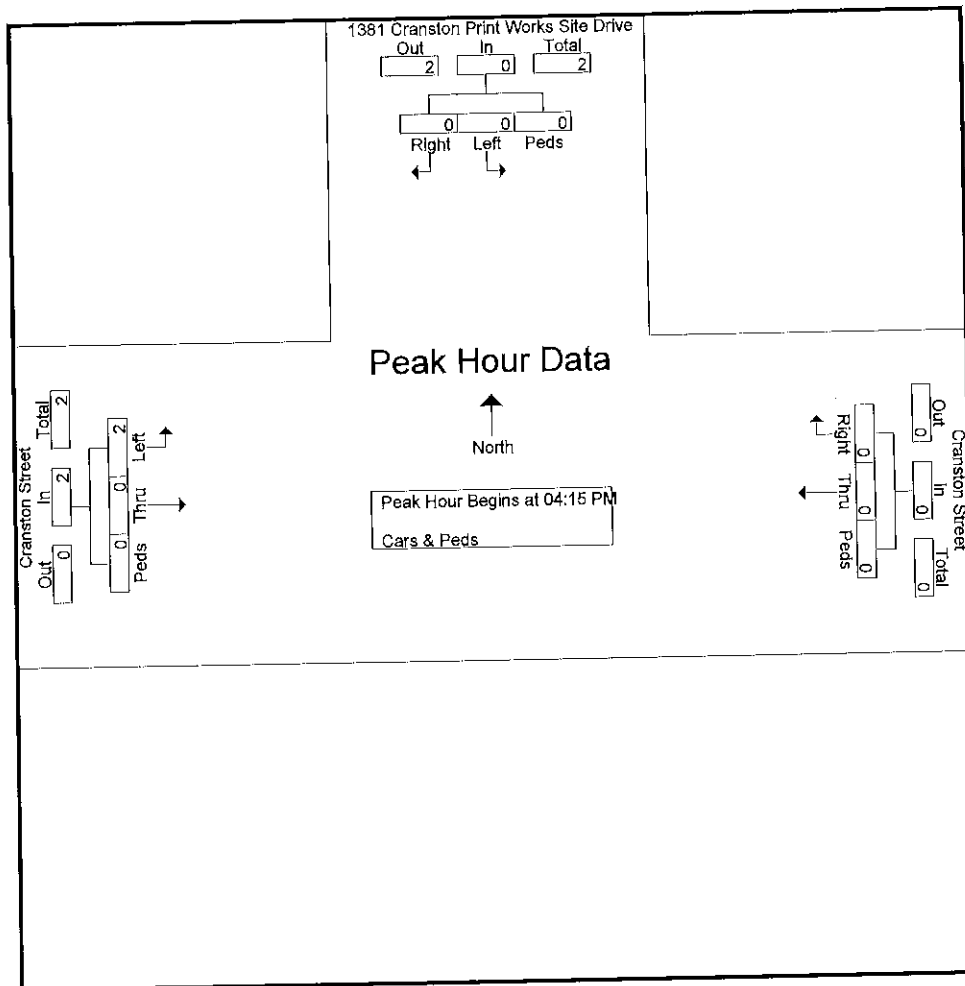 1381 Cranston Print Works Site Drive
Out In Total
2 0 2
0 0 0
Right Left Peds
Peak Hour Data
North
Peak Hour Begins at 04:15 PM
Cars & Peds
Cranston Street
Out In Total
0 2 2
Peds Thru Left
0 0 2
Cranston Street
Out In Total
0 0 0
Right Thru Peds
0 0 0